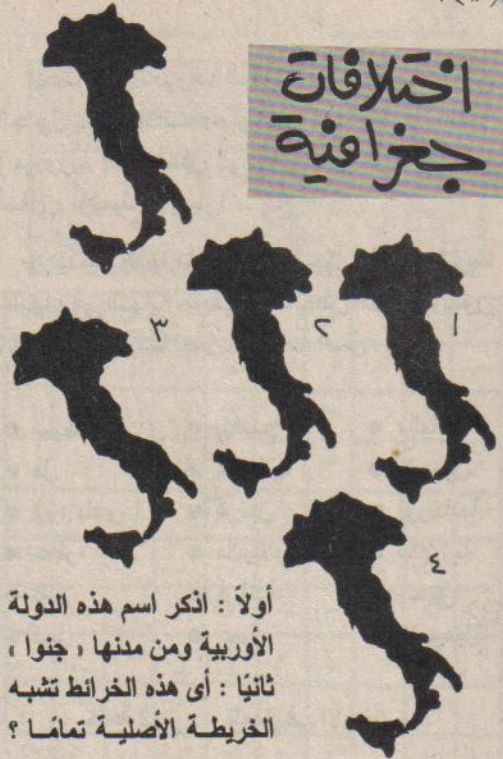 اختلافات
جغرافية
١
٢
٣
٤
أولاً : اذكر اسم هذه الدولة
الأوربية ومن مدنها « جنوا »
ثانيًا : أى هذه الخرائط تشبه
الخريطة الأصلية تمامًا ؟